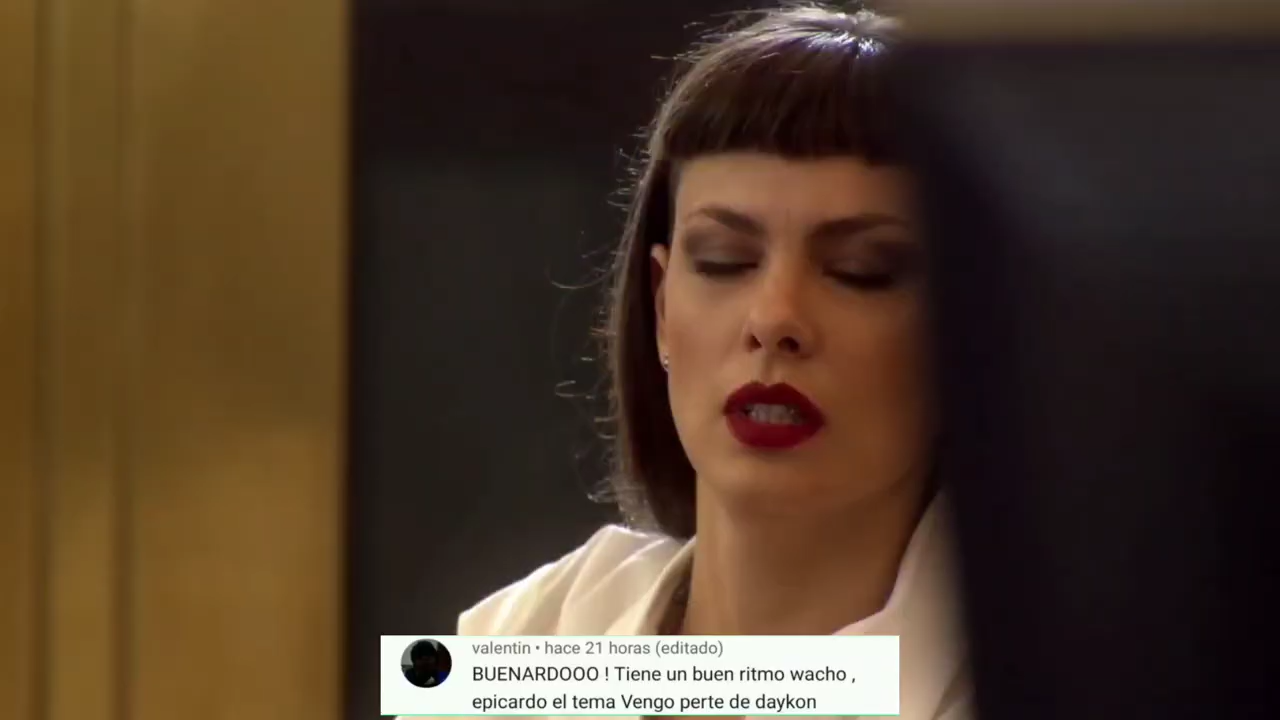 valentin • hace 21 horas (editado)
BUENARDOOO ! Tiene un buen ritmo wacho ,
epicardo el tema Vengo perte de daykon